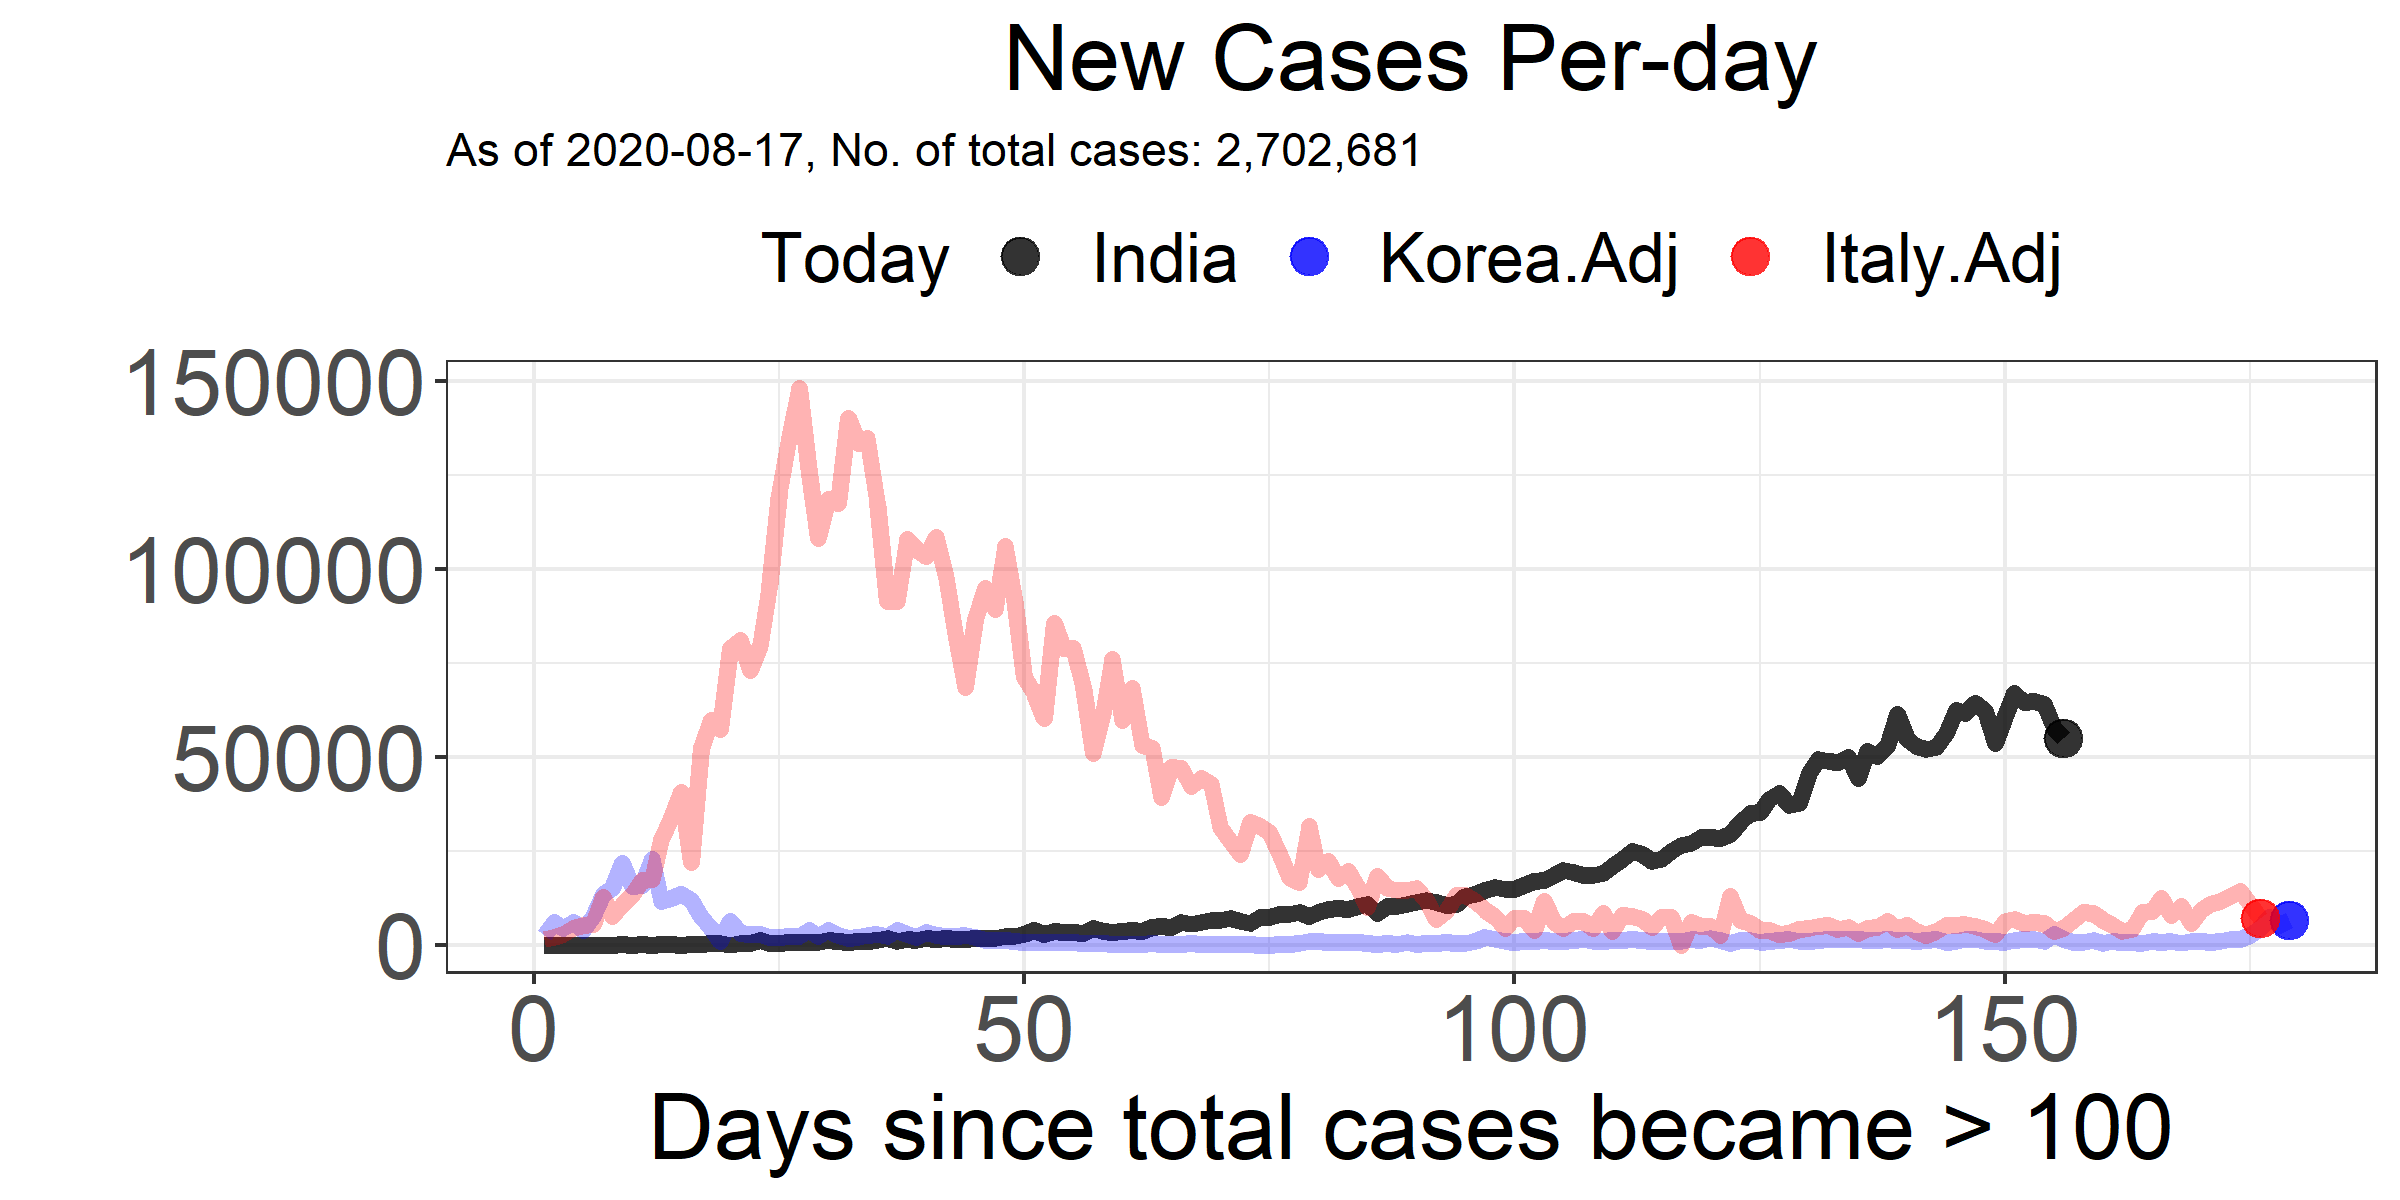 New Cases Per-day
As of 2020-08-17, No. of total cases: 2,702,681
Today India Korea.Adj Italy.Adj
150000
100000
50000
0
0 50 100 150
Days since total cases became > 100